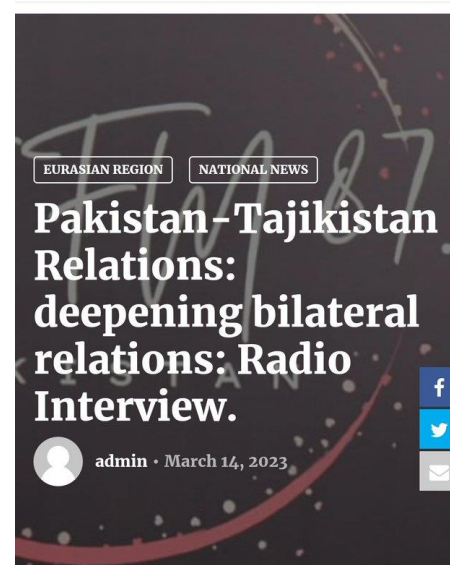 EURASIAN REGION NATIONAL NEWS
Pakistan-Tajikistan
Relations:
deepening bilateral
relations: Radio
Interview.
admin · March 14, 2023